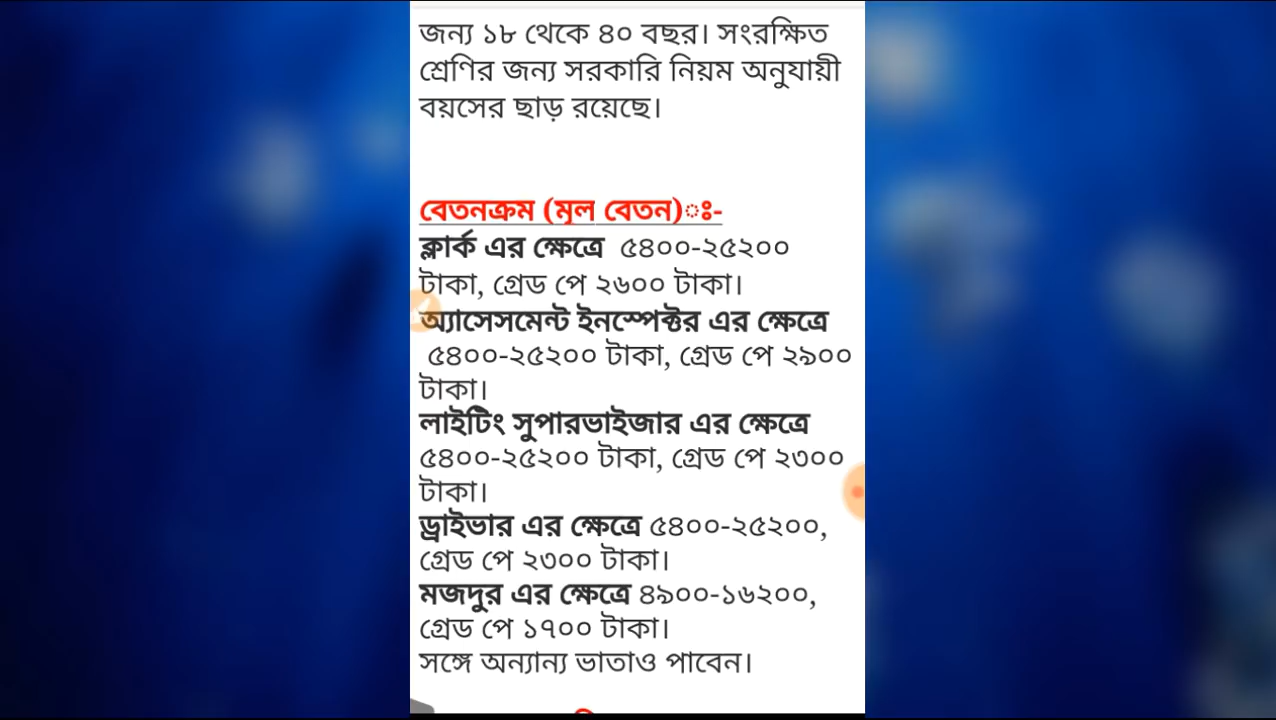 জন্য ১৮ থেকে ৪০ বছর। সংরক্ষিত
শ্রেণির জন্য সরকারি নিয়ম অনুযায়ী
বয়সের ছাড় রয়েছে।
বেতনক্রম (মূল বেতন)ঃ-
ক্লার্ক এর ক্ষেত্রে ৫৪০০-২৫২০০
টাকা, গ্রেড পে ২৬০০ টাকা।
অ্যাসেসমেন্ট ইনস্পেক্টর এর ক্ষেত্রে
৫৪০০-২৫২০০ টাকা, গ্রেড পে ২৯০০
টাকা।
লাইটিং সুপারভাইজার এর ক্ষেত্রে
৫৪০০-২৫২০০ টাকা, গ্রেড পে ২৩০০
টাকা।
ড্রাইভার এর ক্ষেত্রে ৫৪০০-২৫২০০,
গ্রেড পে ২৩০০ টাকা।
মজদুর এর ক্ষেত্রে ৪৯০০-১৬২০০,
গ্রেড পে ১৭০০ টাকা।
সঙ্গে অন্যান্য ভাতাও পাবেন।